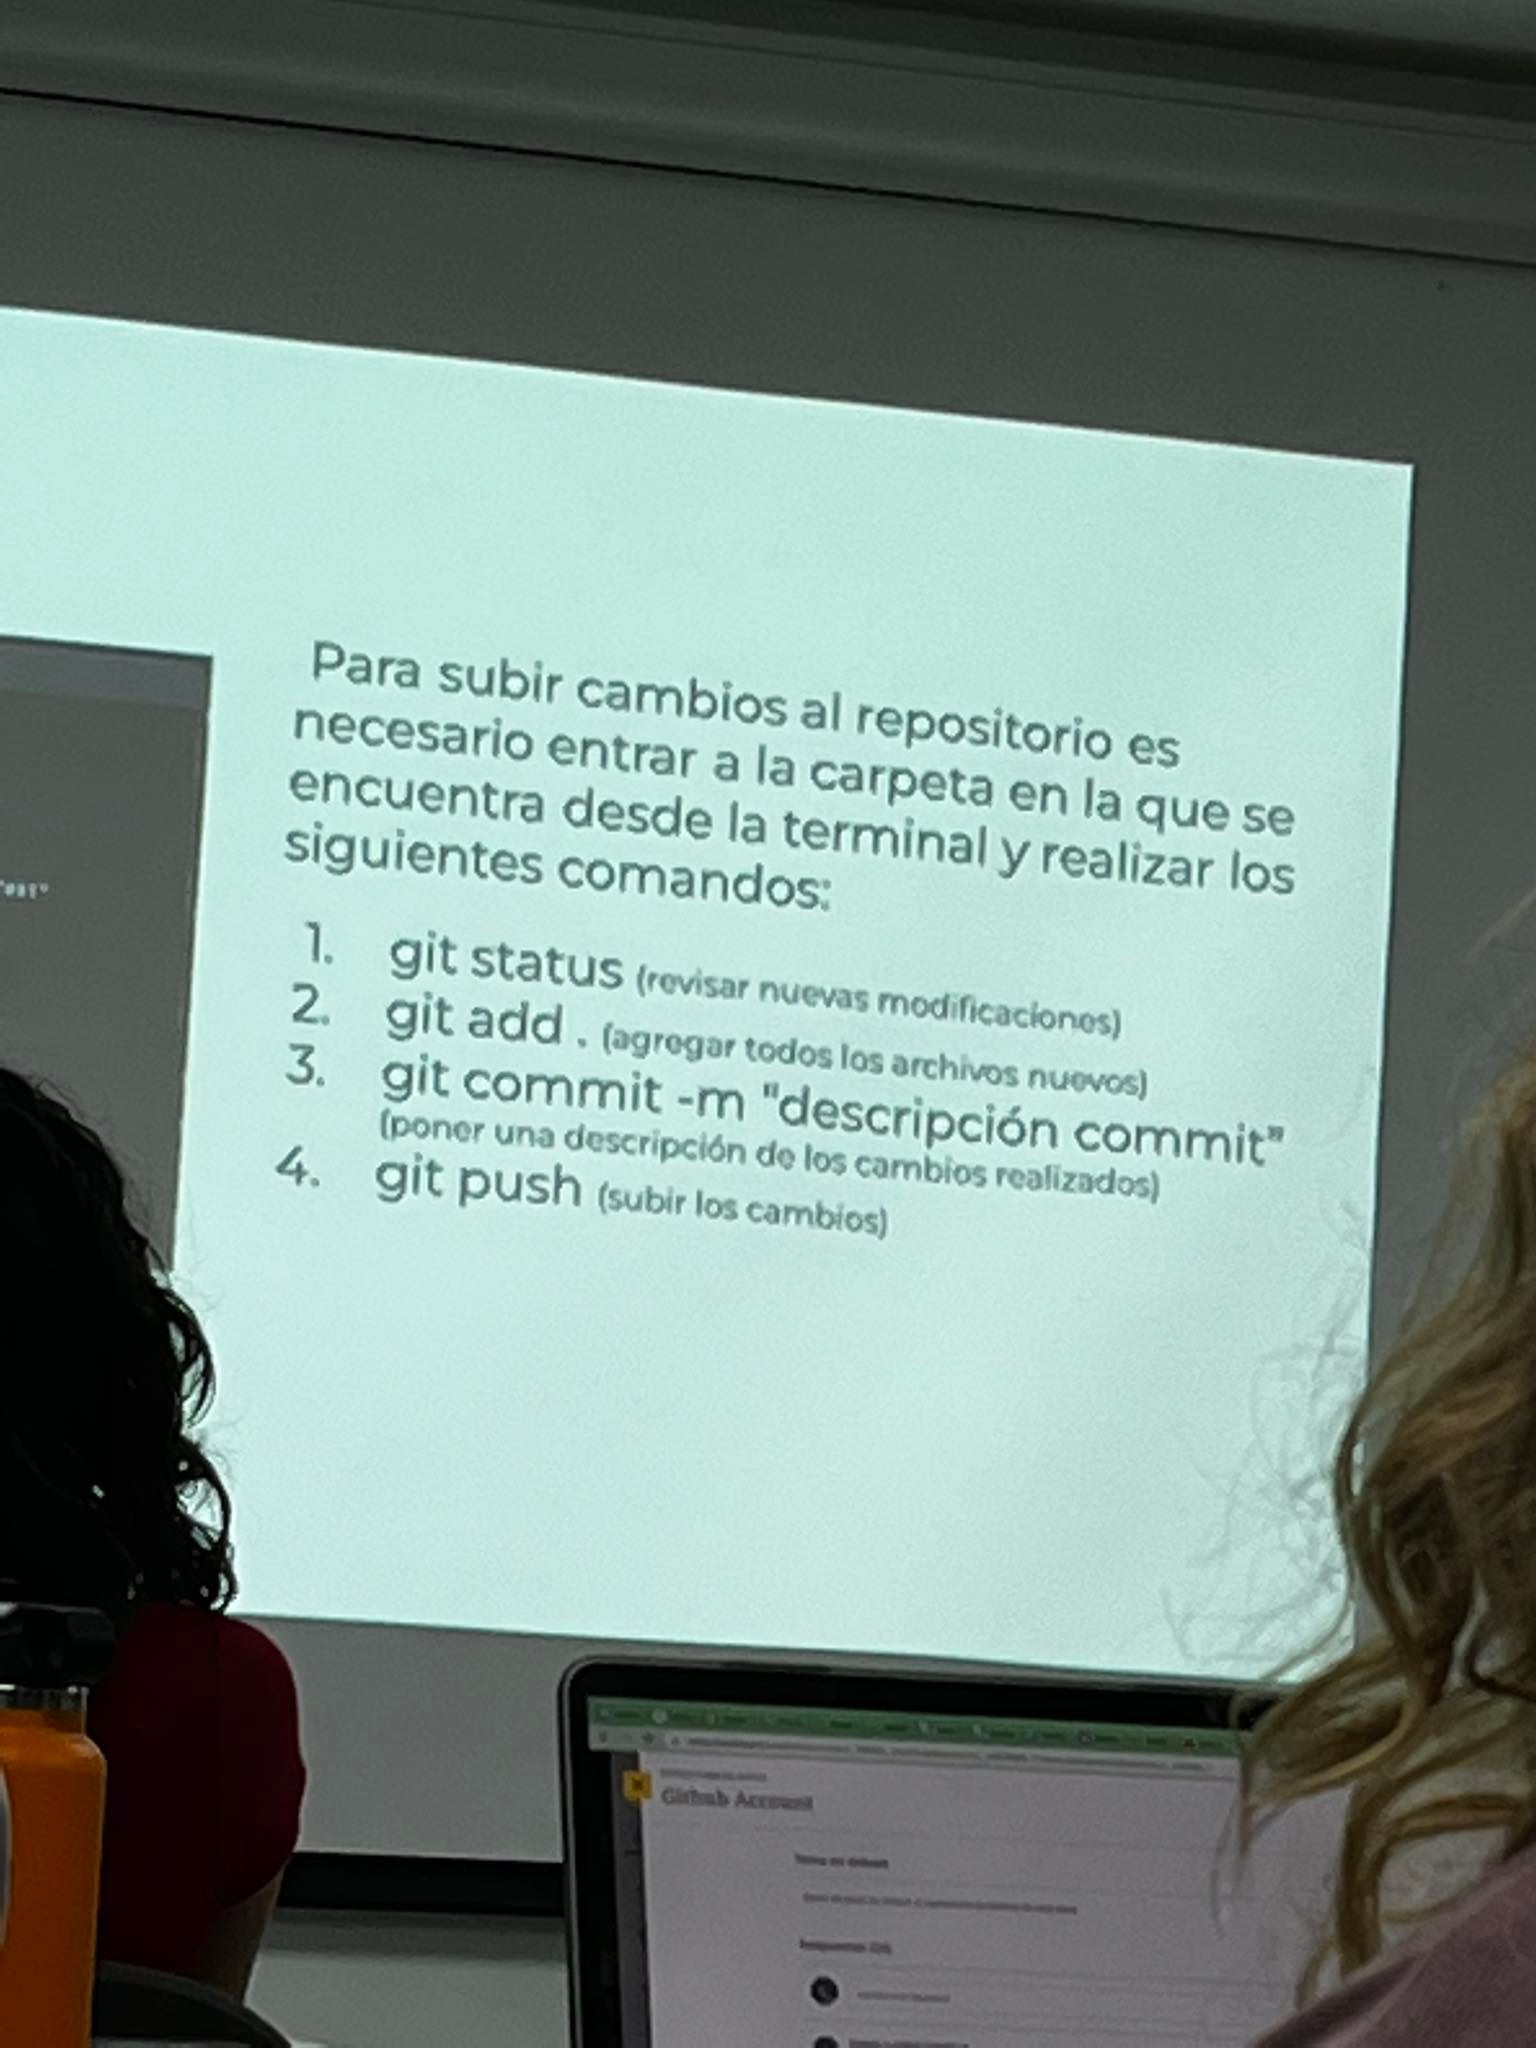 Para subir cambios al repositorio es
necesario entrar a la carpeta en la que se
encuentra desde la terminal y realizar los
siguientes comandos:
1. git status (revisar nuevas modificaciones)
2. git add . (agregar todos los archivos nuevos)
3. git commit -m "descripción commit"
(poner una descripción de los cambios realizados)
4. git push (subir los cambios)
Github Account